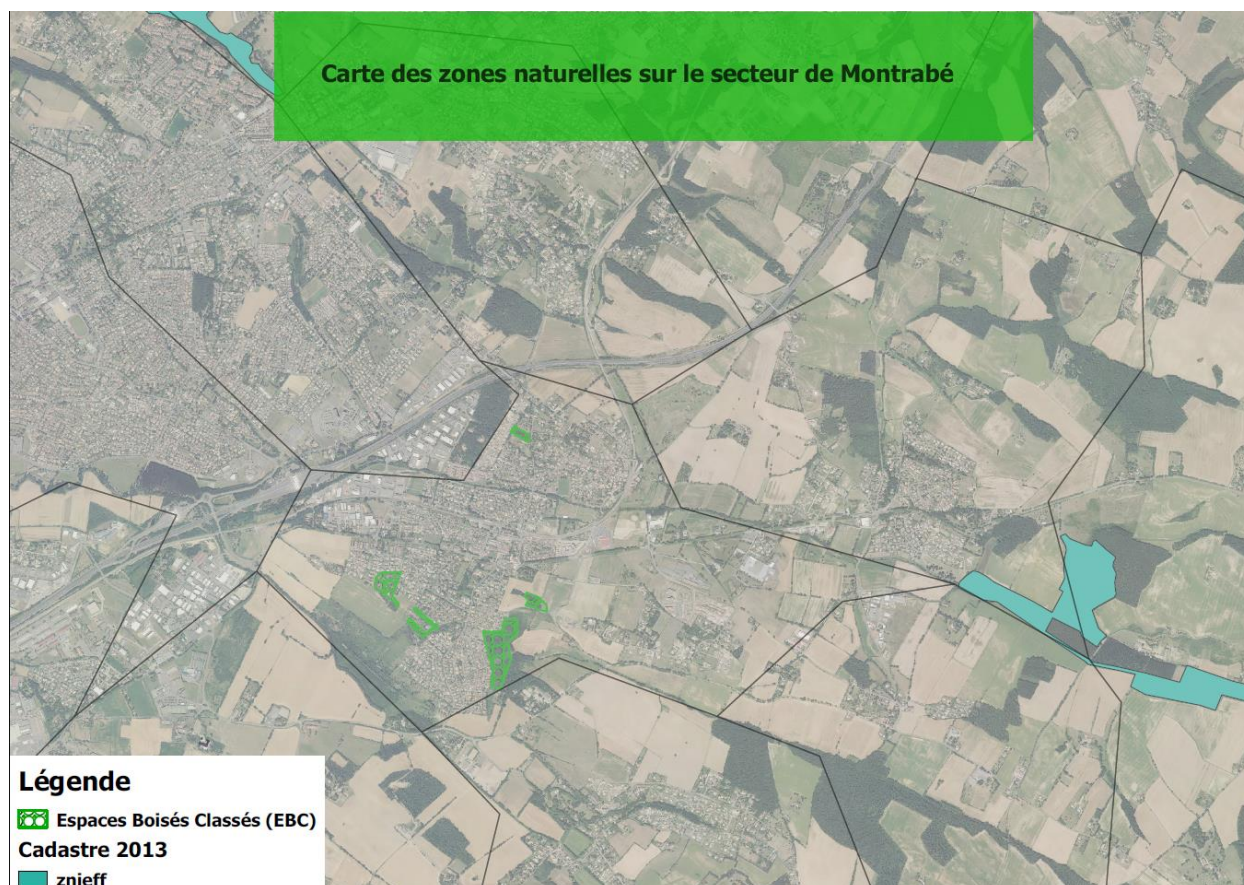 Carte des zones naturelles sur le secteur de Montrabé
Légende
Espaces Boisés Classés (EBC)
Cadastre 2013
znieff